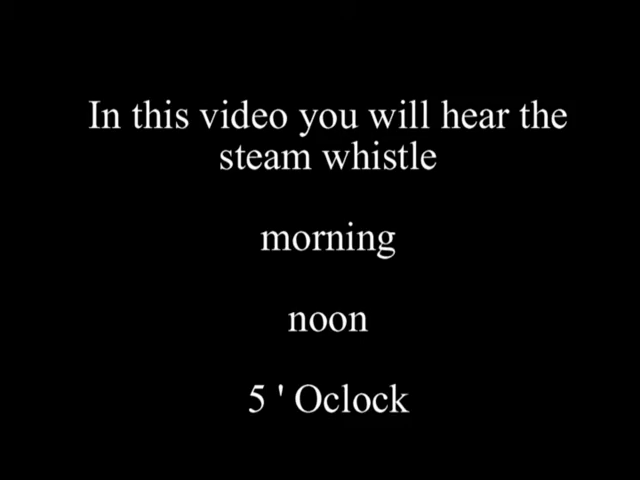 In this video you will hear the
steam whistle
morning
noon
5 ' Oclock